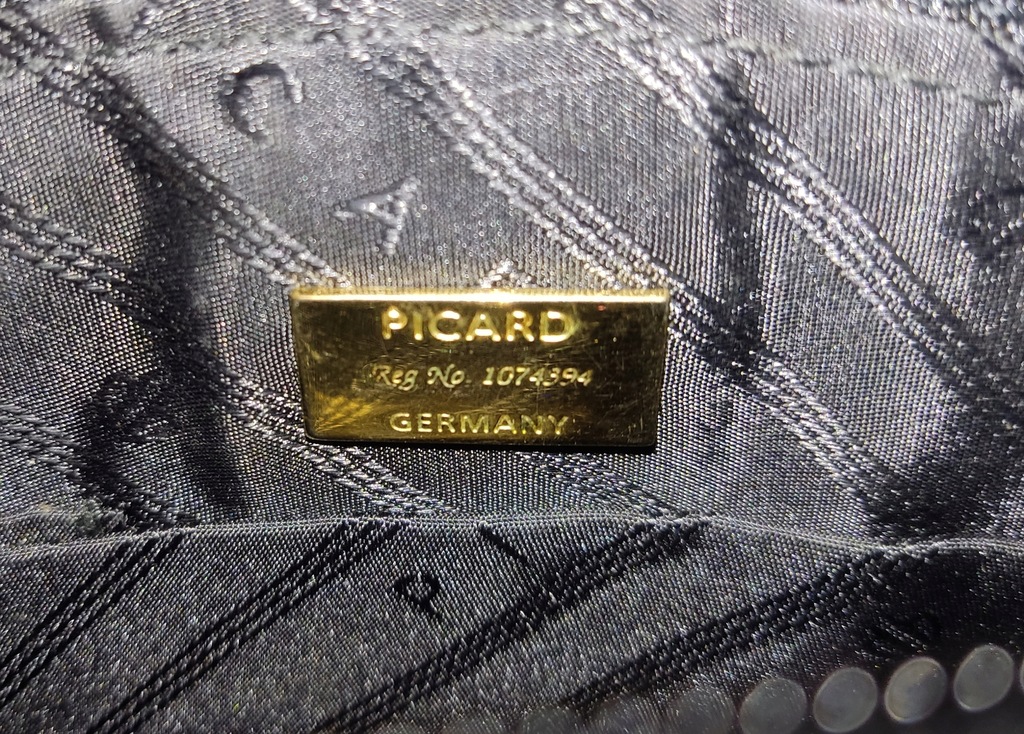 PICARD
Reg No. 1074394
GERMANY
C
A
P I